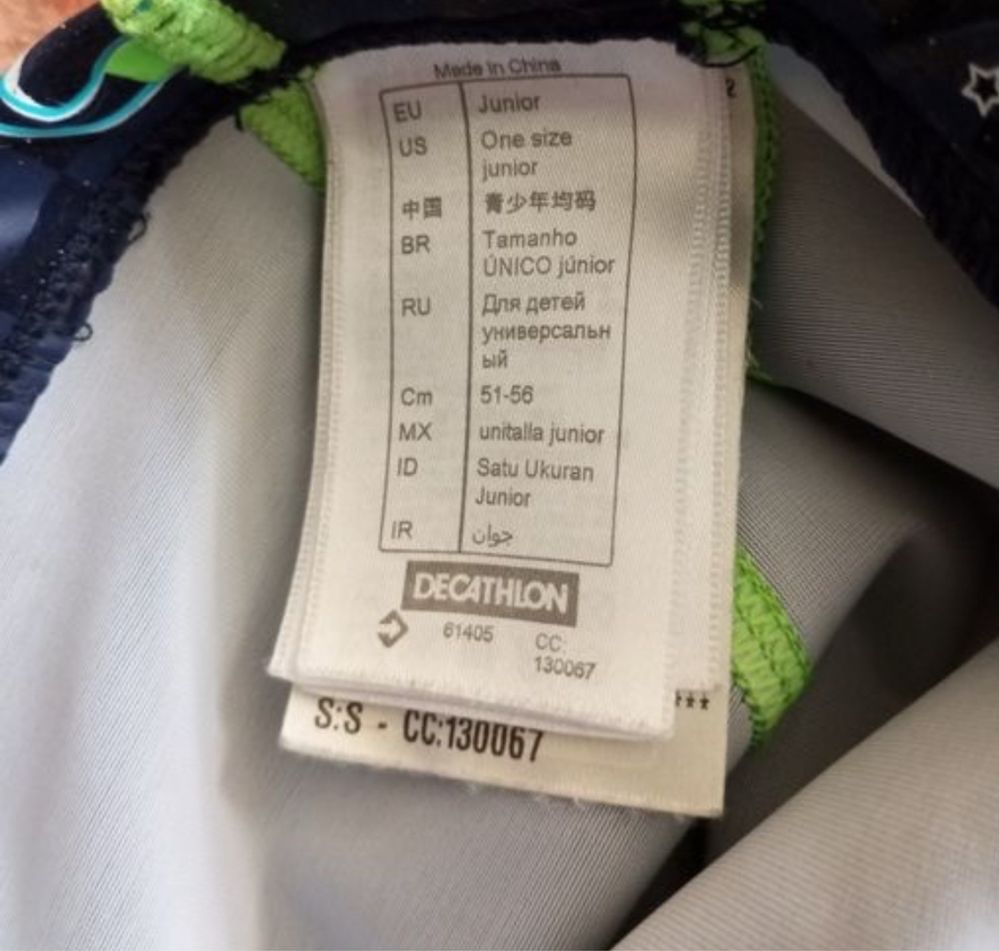 Made in China
EU Junior
US One size
junior
中国 青少年均码
BR Tamanho
ÚNICO júnior
RU Для детей
универсальн
ый
Cm 51-56
MX unitalla junior
ID Satu Ukuran
Junior
IR جوان
DECATHLON
61405 CC:
130067
***
S:S - CC:130067
2